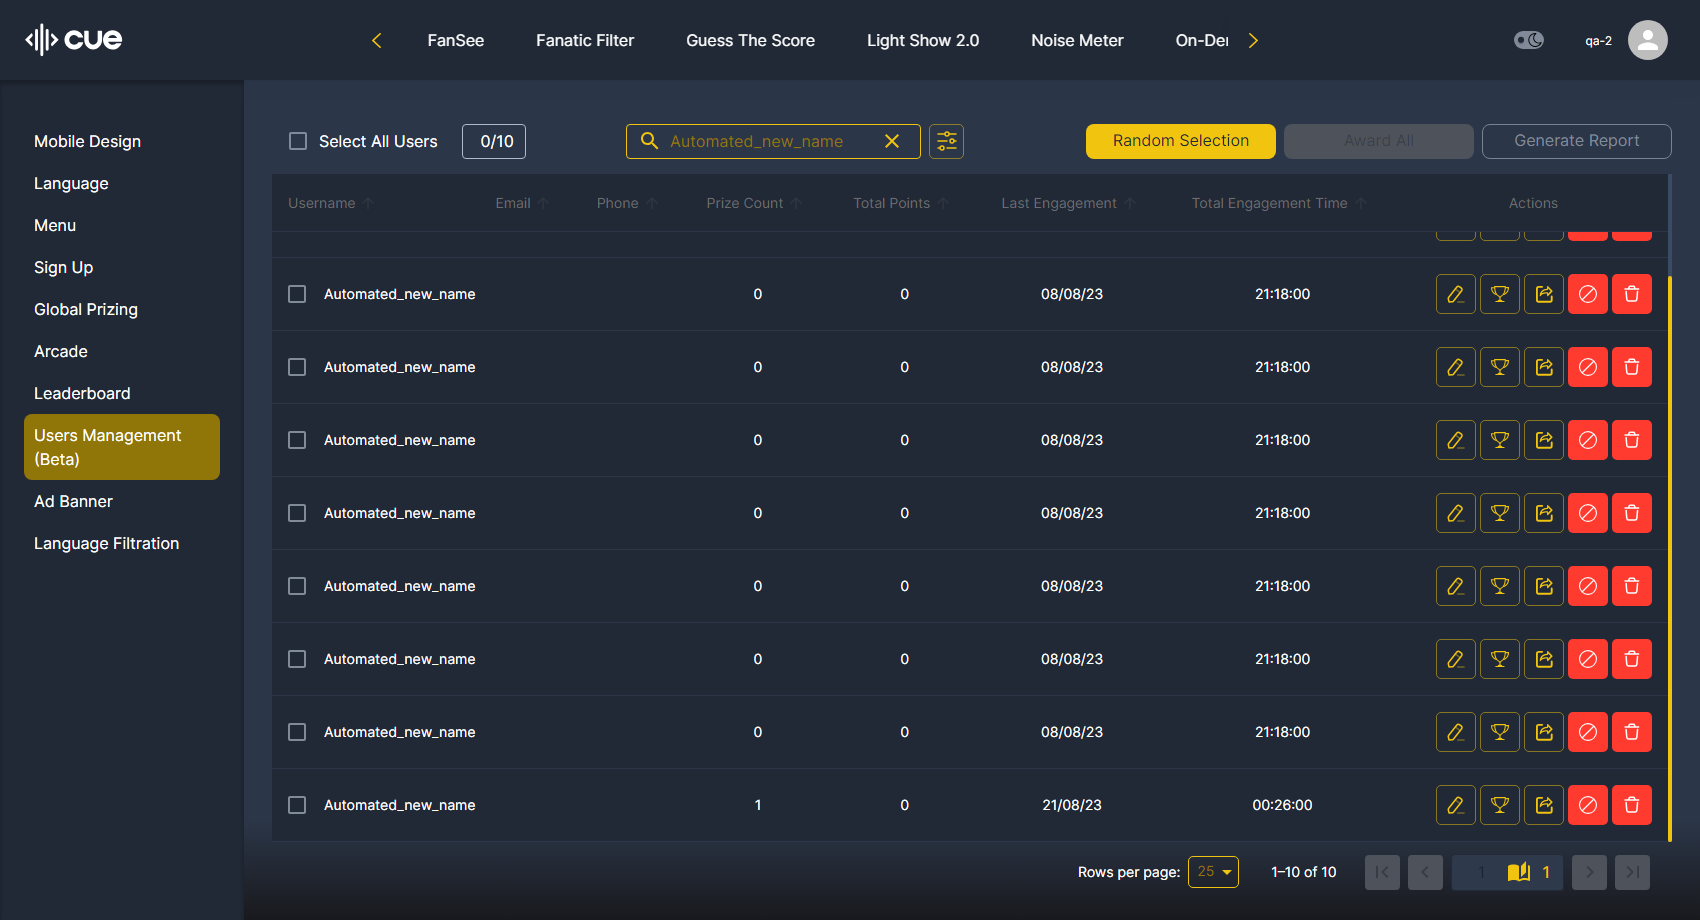 cue
FanSee Fanatic Filter Guess The Score Light Show 2.0 Noise Meter On-Der
qa-2
Mobile Design
Language
Menu
Sign Up
Global Prizing
Arcade
Leaderboard
Users Management
(Beta)
Ad Banner
Language Filtration
Select All Users 0/10 Automated_new_name Random Selection Award All Generate Report
Username Email Phone Prize Count Total Points Last Engagement Total Engagement Time Actions
Automated_new_name 0 0 08/08/23 21:18:00
Automated_new_name 0 0 08/08/23 21:18:00
Automated_new_name 0 0 08/08/23 21:18:00
Automated_new_name 0 0 08/08/23 21:18:00
Automated_new_name 0 0 08/08/23 21:18:00
Automated_new_name 0 0 08/08/23 21:18:00
Automated_new_name 0 0 08/08/23 21:18:00
Automated_new_name 1 0 21/08/23 00:26:00
Rows per page: 25 1–10 of 10 1 1